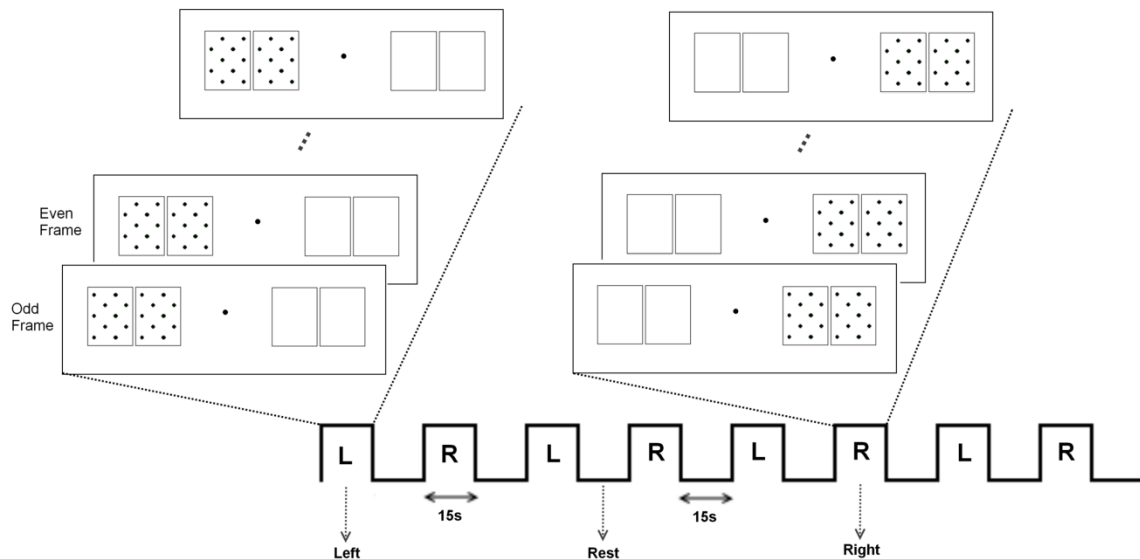 Even
Frame
Odd
Frame
L R L R L R L R
15s 15s
Left Rest Right